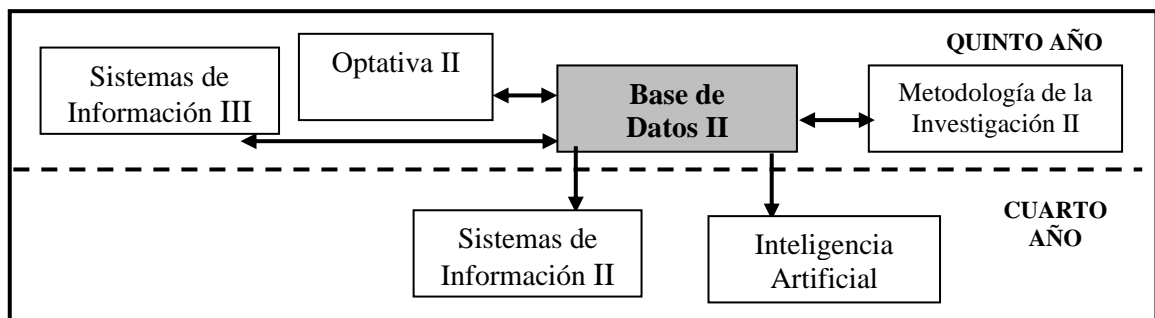 QUINTO AÑO
Sistemas de
Información III
Optativa II
Base de
Datos II
Metodología de la
Investigación II
CUARTO
AÑO
Sistemas de
Información II
Inteligencia
Artificial